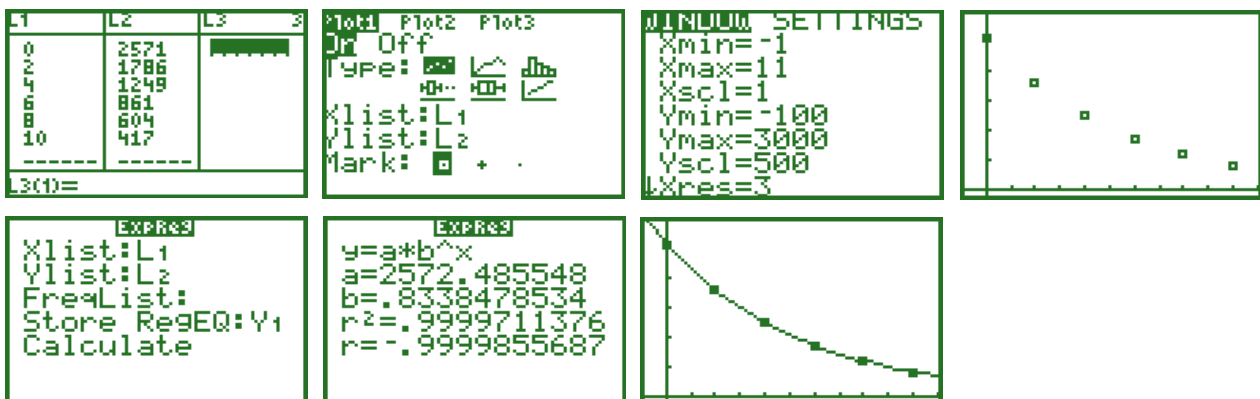 L1 L2 L3 3
0 2571
2 1786
4 1249
6 861
8 604
10 417
------ ------
L3(1)=
Plot1 Plot2 Plot3
On Off
Type:
Xlist:L1
Ylist:L2
Mark: + ·
WINDOW SETTINGS
Xmin=-1
Xmax=11
Xscl=1
Ymin=-100
Ymax=3000
Yscl=500
↓Xres=3
ExpReg
Xlist:L1
Ylist:L2
FreqList:
Store RegEQ:Y1
Calculate
ExpReg
y=a*b^x
a=2572.485548
b=.8338478534
r²=.9999711376
r=-.9999855687